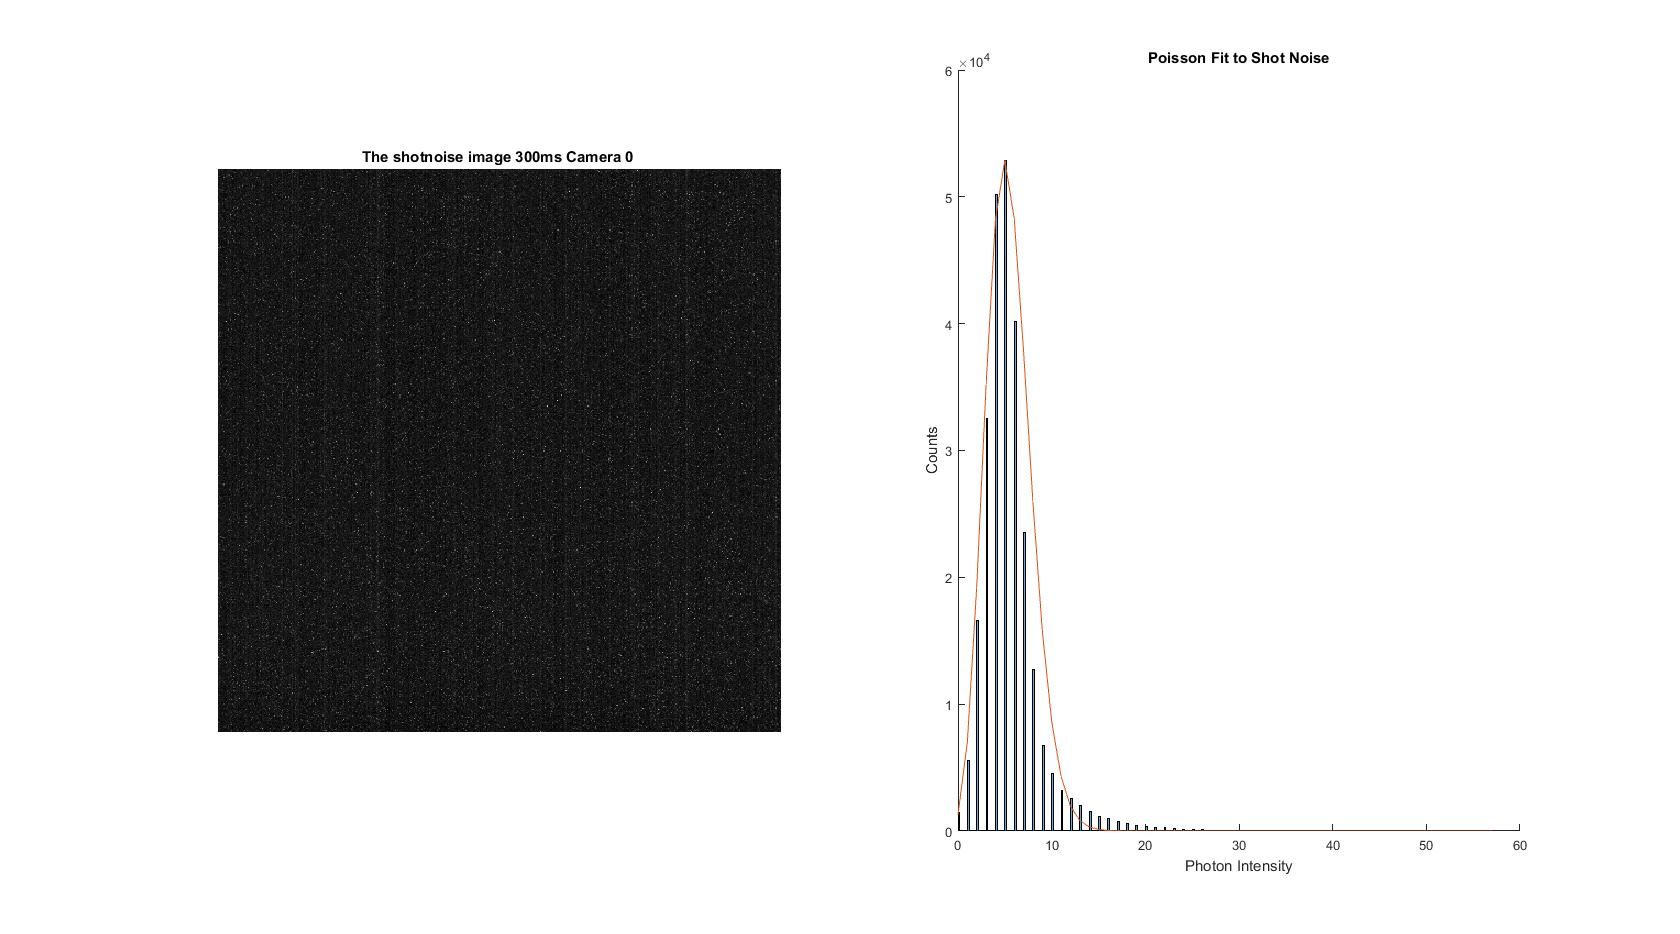 The shotnoise image 300ms Camera 0
Poisson Fit to Shot Noise
×10⁴
6
5
4
3
2
1
0
Counts
0 10 20 30 40 50 60
Photon Intensity